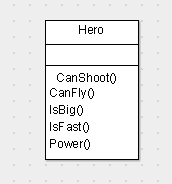 Hero
CanShoot()
CanFly()
IsBig()
IsFast()
Power()